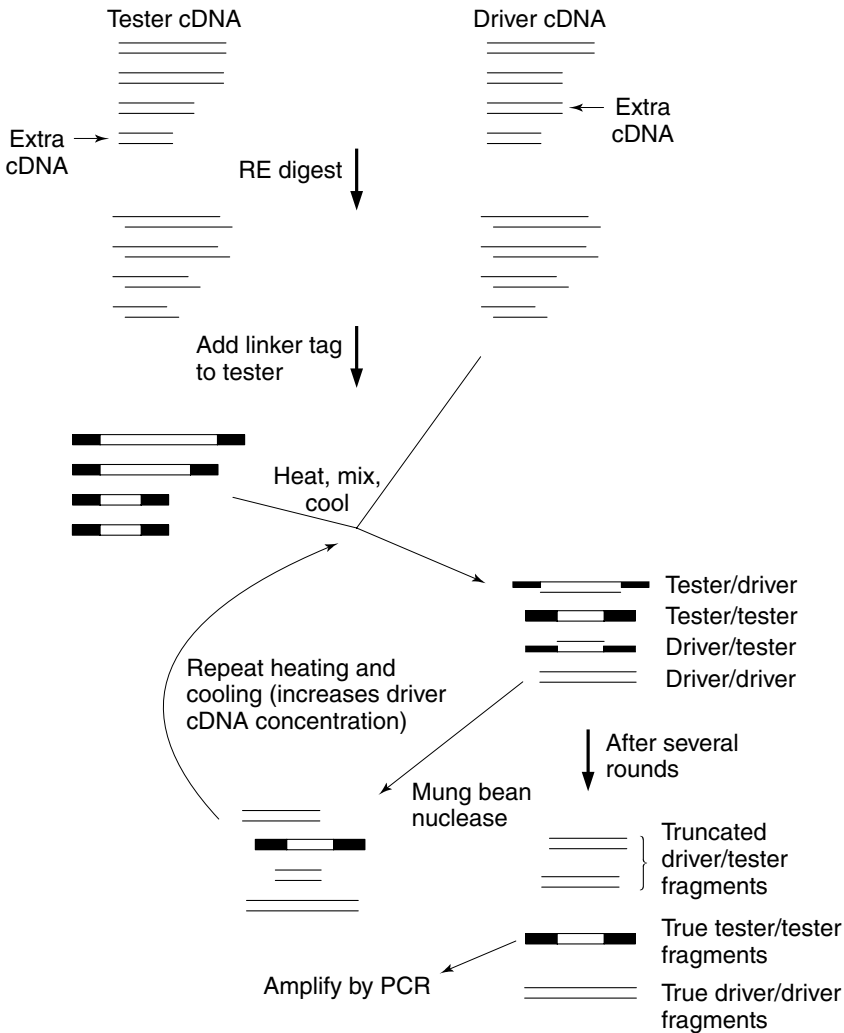 Tester cDNA
Driver cDNA
Extra
cDNA
Extra
cDNA
RE digest
Add linker tag
to tester
Heat, mix,
cool
Tester/driver
Tester/tester
Driver/tester
Driver/driver
Repeat heating and
cooling (increases driver
cDNA concentration)
After several
rounds
Mung bean
nuclease
Truncated
driver/tester
fragments
True tester/tester
fragments
Amplify by PCR
True driver/driver
fragments